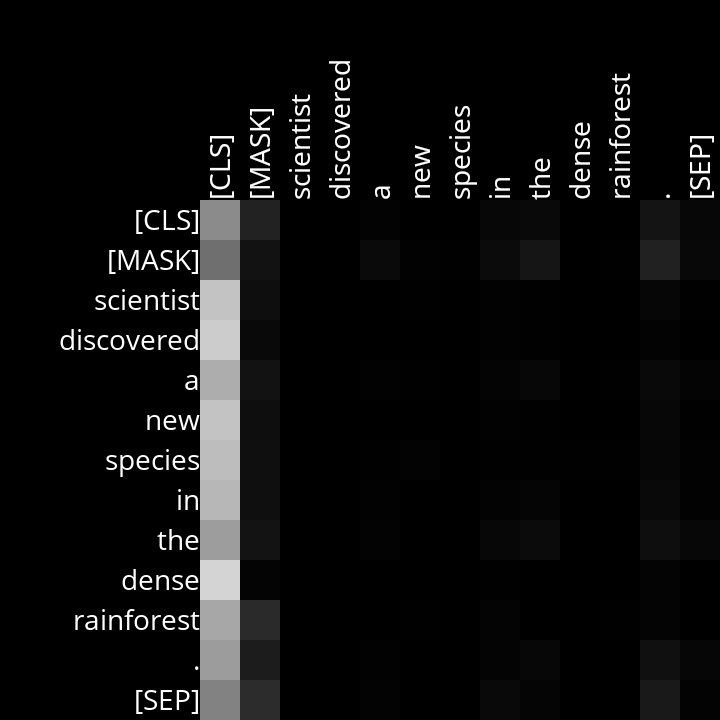 [CLS]
[MASK]
scientist
discovered
a
new
species
in
the
dense
rainforest
.
[SEP]
[CLS]
[MASK]
scientist
discovered
a
new
species
in
the
dense
rainforest
.
[SEP]